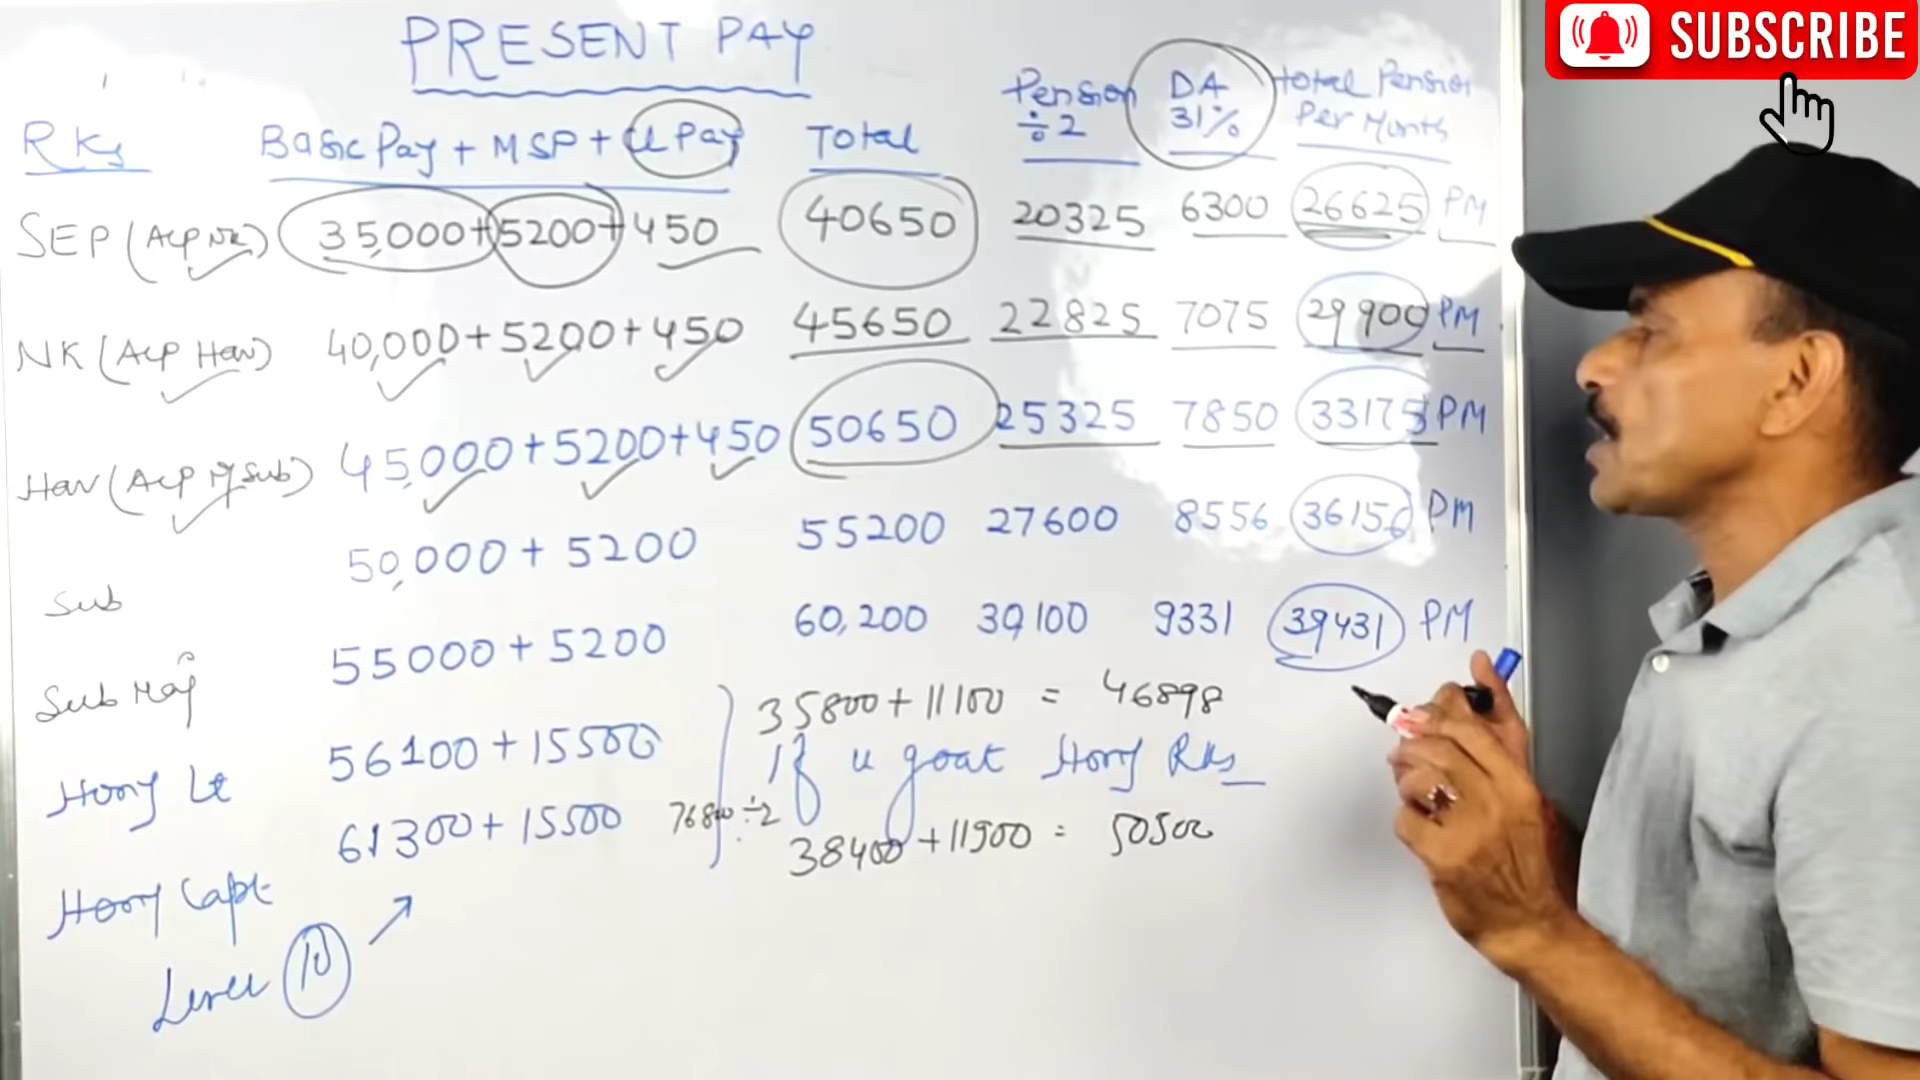 SUBSCRIBE
PRESENT PAY
Rks Basic Pay + MSP + C Pay Total Pension ÷ 2 DA 31% Total Pension Per Month
SEP (Acp Nk) 35,000 + 5200 + 450 40650 20325 6300 26625 PM
NK (Acp Hav) 40,000 + 5200 + 450 45650 22825 7075 29900 PM
Hav (Acp N/Sub) 45,000 + 5200 + 450 50650 25325 7850 33175 PM
Sub 50,000 + 5200 55200 27600 8556 36156 PM
Sub Maj 55000 + 5200 60,200 30100 9331 39431 PM
Hony Lt 56100 + 15500 35800 + 11100 = 46898
If u goat Hony Rks
Hony Capt 61300 + 15500 76800 ÷ 2 38400 + 11900 = 50300
Level 10